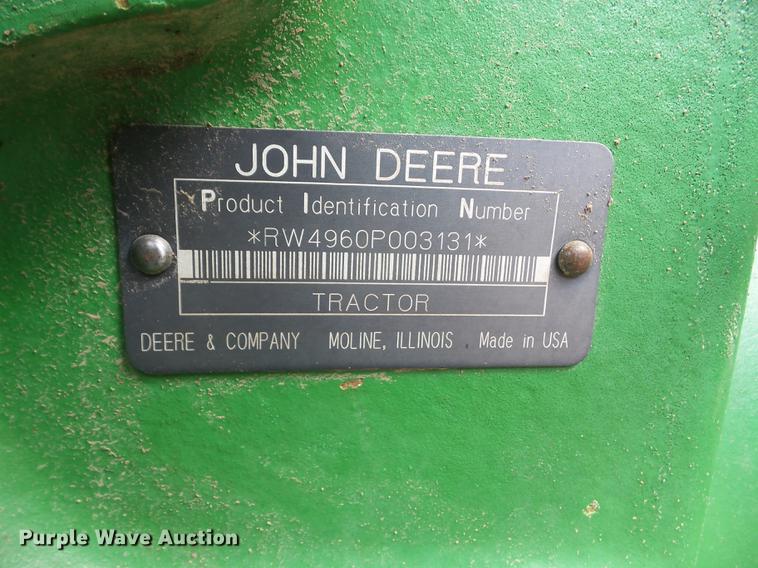 JOHN DEERE
Product Identification Number
*RW4960P003131*
TRACTOR
DEERE & COMPANY MOLINE, ILLINOIS Made in USA
Purple Wave Auction